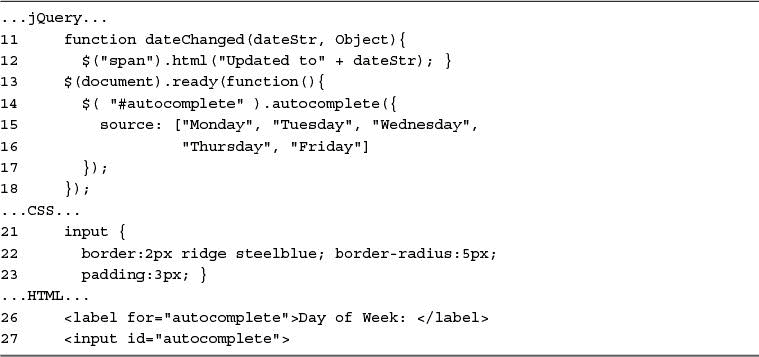 ...jQuery...
11     function dateChanged(dateStr, Object){
12       $("span").html("Updated to" + dateStr); }
13     $(document).ready(function(){
14       $( "#autocomplete" ).autocomplete({
15         source: ["Monday", "Tuesday", "Wednesday",
16                  "Thursday", "Friday"]
17       });
18     });
...CSS...
21     input {
22       border:2px ridge steelblue; border-radius:5px;
23       padding:3px; }
...HTML...
26     <label for="autocomplete">Day of Week: </label>
27     <input id="autocomplete">